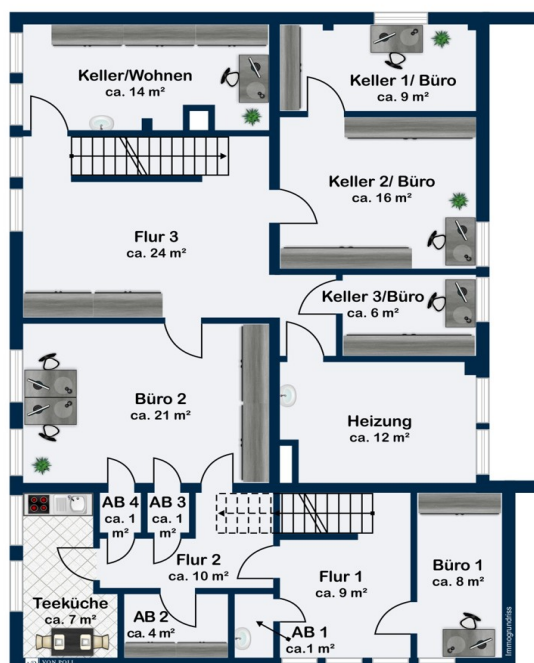 Keller/Wohnen
ca. 14 m²
Keller 1/ Büro
ca. 9 m²
Keller 2/ Büro
ca. 16 m²
Flur 3
ca. 24 m²
Keller 3/Büro
ca. 6 m²
Büro 2
ca. 21 m²
Heizung
ca. 12 m²
AB 4
ca. 1
m²
AB 3
ca. 1
m²
Flur 2
ca. 10 m²
Flur 1
ca. 9 m²
Büro 1
ca. 8 m²
Teeküche
ca. 7 m²
AB 2
ca. 4 m²
AB 1
ca.1 m²
VON POLL
Immogrundriss